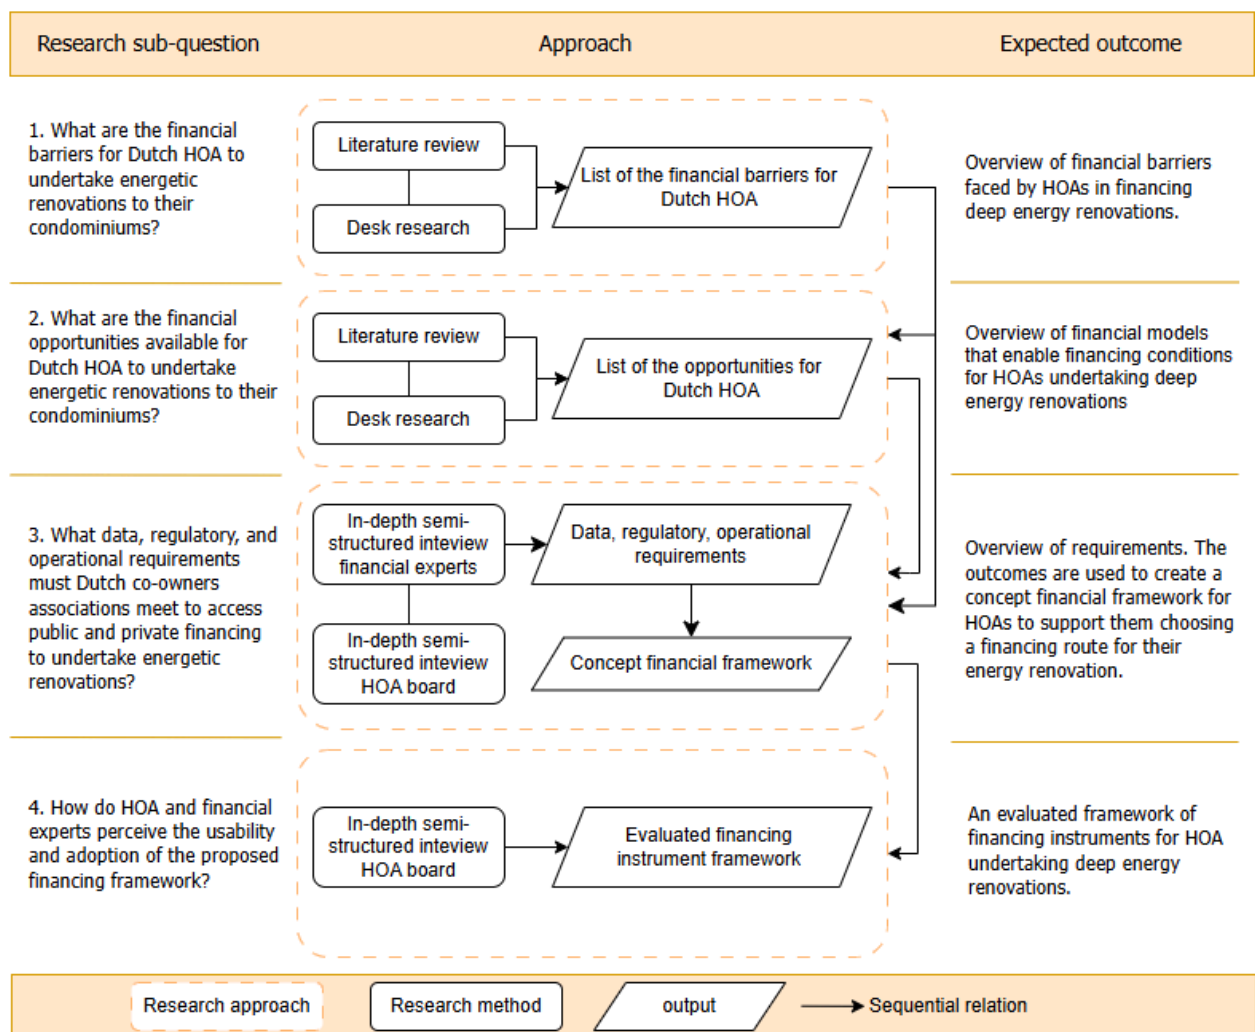 Research sub-question
Approach
Expected outcome
1. What are the financial
barriers for Dutch HOA to
undertake energetic
renovations to their
condominiums?
Literature review
Desk research
List of the financial barriers for
Dutch HOA
Overview of financial barriers
faced by HOAs in financing
deep energy renovations.
2. What are the financial
opportunities available for
Dutch HOA to undertake
energetic renovations to their
condominiums?
Literature review
Desk research
List of the opportunities for
Dutch HOA
Overview of financial models
that enable financing conditions
for HOAs undertaking deep
energy renovations
3. What data, regulatory, and
operational requirements
must Dutch co-owners
associations meet to access
public and private financing
to undertake energetic
renovations?
In-depth semi-
structured inteview
financial experts
In-depth semi-
structured inteview
HOA board
Data, regulatory, operational
requirements
Concept financial framework
Overview of requirements. The
outcomes are used to create a
concept financial framework for
HOAs to support them choosing
a financing route for their
energy renovation.
4. How do HOA and financial
experts perceive the usability
and adoption of the proposed
financing framework?
In-depth semi-
structured inteview
HOA board
Evaluated financing
instrument framework
An evaluated framework of
financing instruments for HOA
undertaking deep energy
renovations.
Research approach
Research method
output
Sequential relation